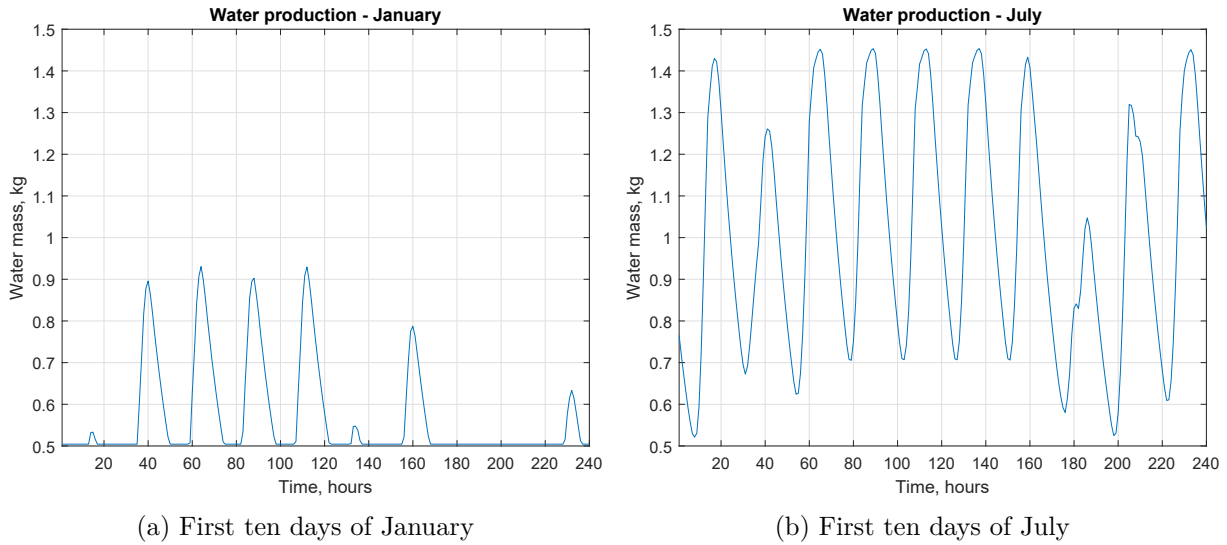 Water production - January
1.5
1.4
1.3
1.2
1.1
1
0.9
0.8
0.7
0.6
0.5
Water mass, kg
20 40 60 80 100 120 140 160 180 200 220 240
Time, hours
(a) First ten days of January
Water production - July
1.5
1.4
1.3
1.2
1.1
1
0.9
0.8
0.7
0.6
0.5
Water mass, kg
20 40 60 80 100 120 140 160 180 200 220 240
Time, hours
(b) First ten days of July